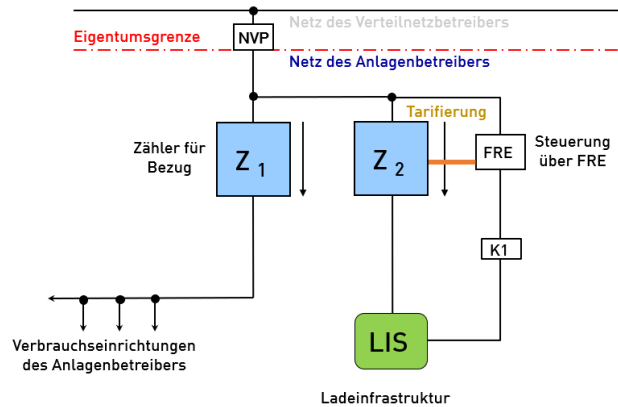 Netz des Verteilnetzbetreibers
Eigentumsgrenze
NVP
Netz des Anlagenbetreibers
Tarifierung
Zähler für
Bezug
Z 1
Z 2
FRE
Steuerung
über FRE
K1
LIS
Verbrauchseinrichtungen
des Anlagenbetreibers
Ladeinfrastruktur